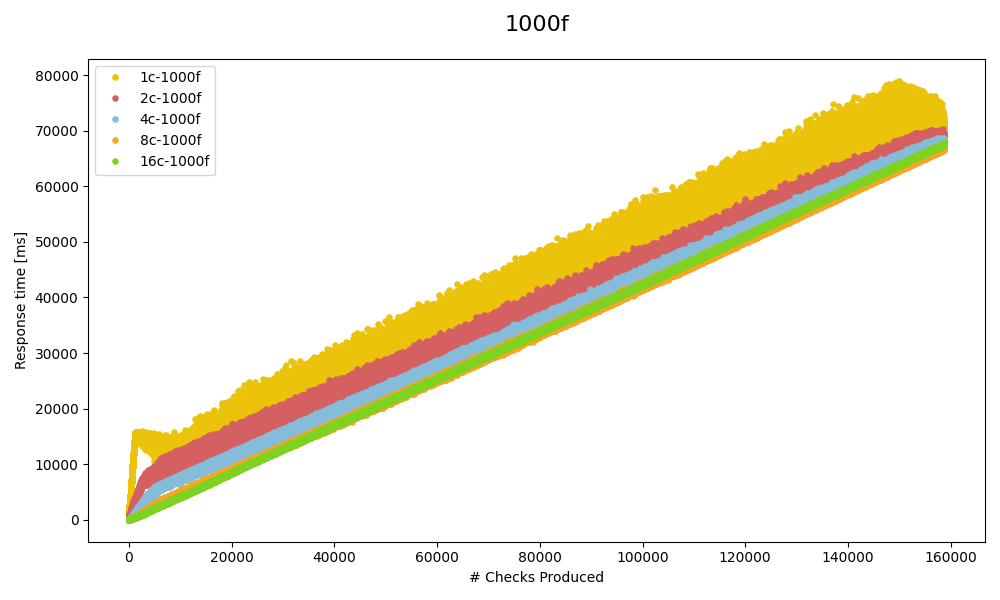 1000f
80000
70000
60000
50000
40000
30000
20000
10000
0
Response time [ms]
1c-1000f
2c-1000f
4c-1000f
8c-1000f
16c-1000f
0 20000 40000 60000 80000 100000 120000 140000 160000
# Checks Produced